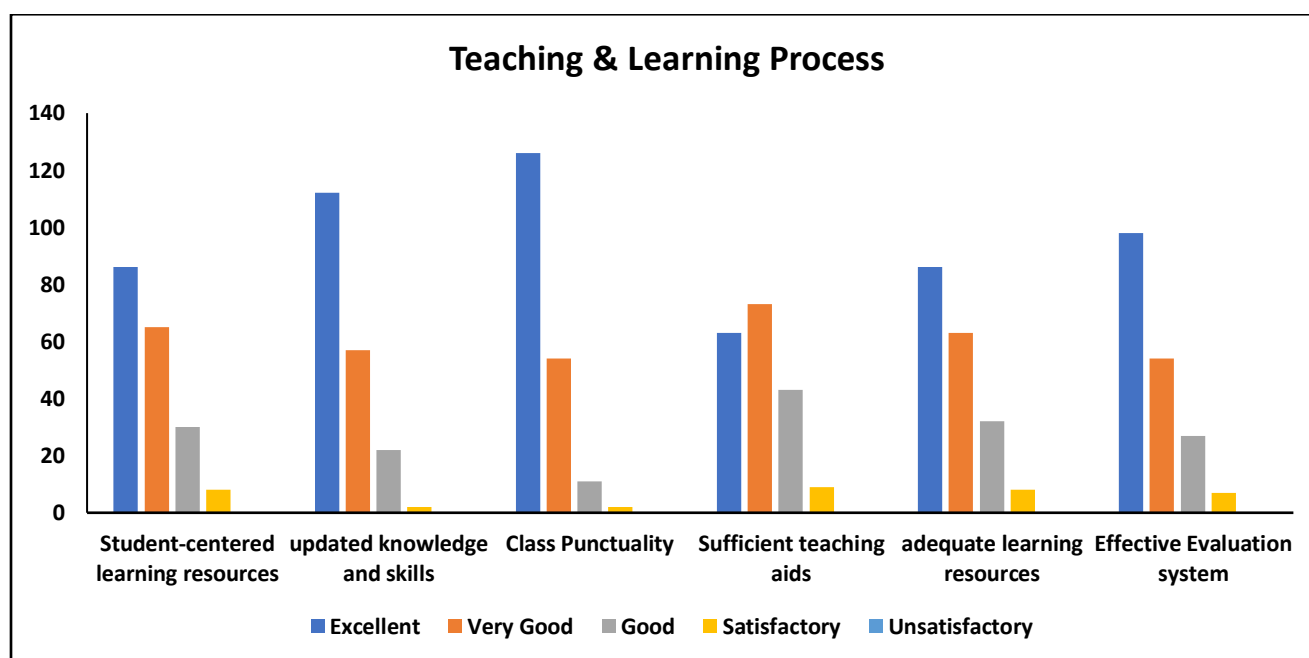 Teaching & Learning Process
140
120
100
80
60
40
20
0
Student-centered learning resources
updated knowledge and skills
Class Punctuality
Sufficient teaching aids
adequate learning resources
Effective Evaluation system
Excellent
Very Good
Good
Satisfactory
Unsatisfactory